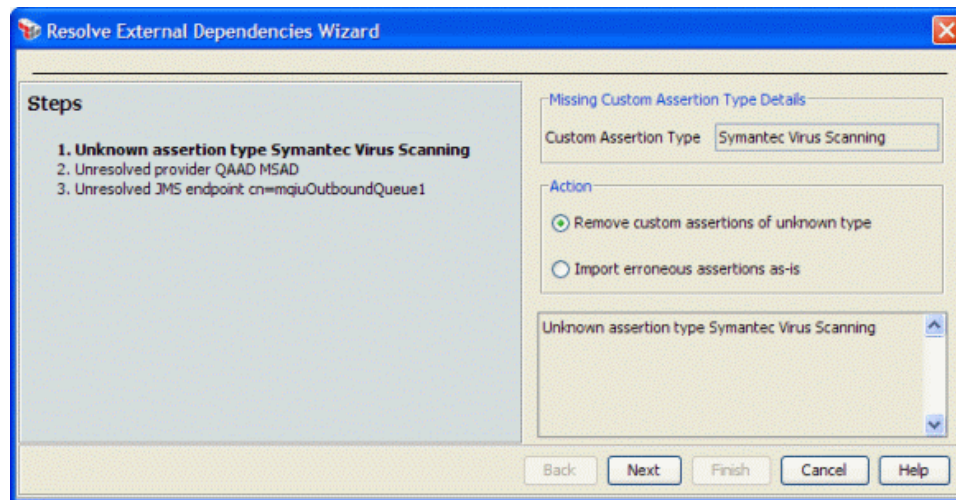 Resolve External Dependencies Wizard
Steps
1. Unknown assertion type Symantec Virus Scanning
2. Unresolved provider QAAD MSAD
3. Unresolved JMS endpoint cn=mqiuOutboundQueue1
Missing Custom Assertion Type Details
Custom Assertion Type Symantec Virus Scanning
Action
Remove custom assertions of unknown type
Import erroneous assertions as-is
Unknown assertion type Symantec Virus Scanning
Back Next Finish Cancel Help